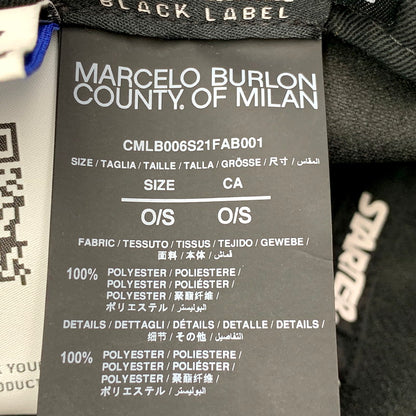 BLACK LABEL
MARCELO BURLON
COUNTY OF MILAN
CMLB006S21FAB001
SIZE / TAGLIA / TAILLE / TALLA / GRÖSSE / المقاس /
SIZE CA
O/S O/S
FABRIC / TESSUTO / TISSUS / TEJIDO / GEWEBE /
面料 / 本体 / قماش
100% POLYESTER / POLIESTERE /
POLYESTER / POLIÉSTER /
POLYESTER / 聚酯纤维 /
ポリエステル / البوليستر
DETAILS / DETTAGLI / DÉTAILS / DETALLE / DETAILS /
细节 / その他 / التفاصيل
100% POLYESTER / POLIESTERE /
POLYESTER / POLIÉSTER /
POLYESTER / 聚酯纤维 /
ポリエステル / البوليستر
STARTER
YOUR
PRODUCT